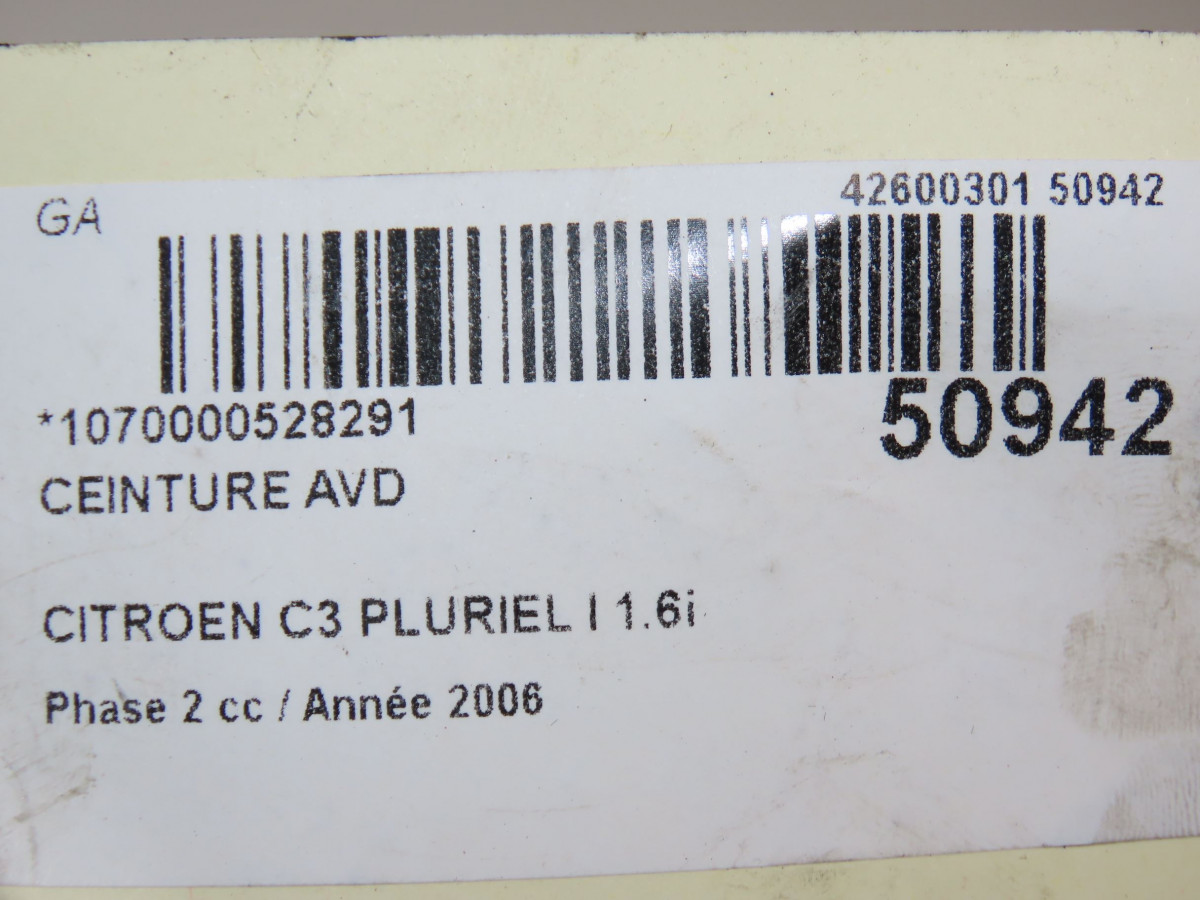 GA
42600301 50942
*1070000528291
50942
CEINTURE AVD
CITROEN C3 PLURIEL I 1.6i
Phase 2 cc / Année 2006